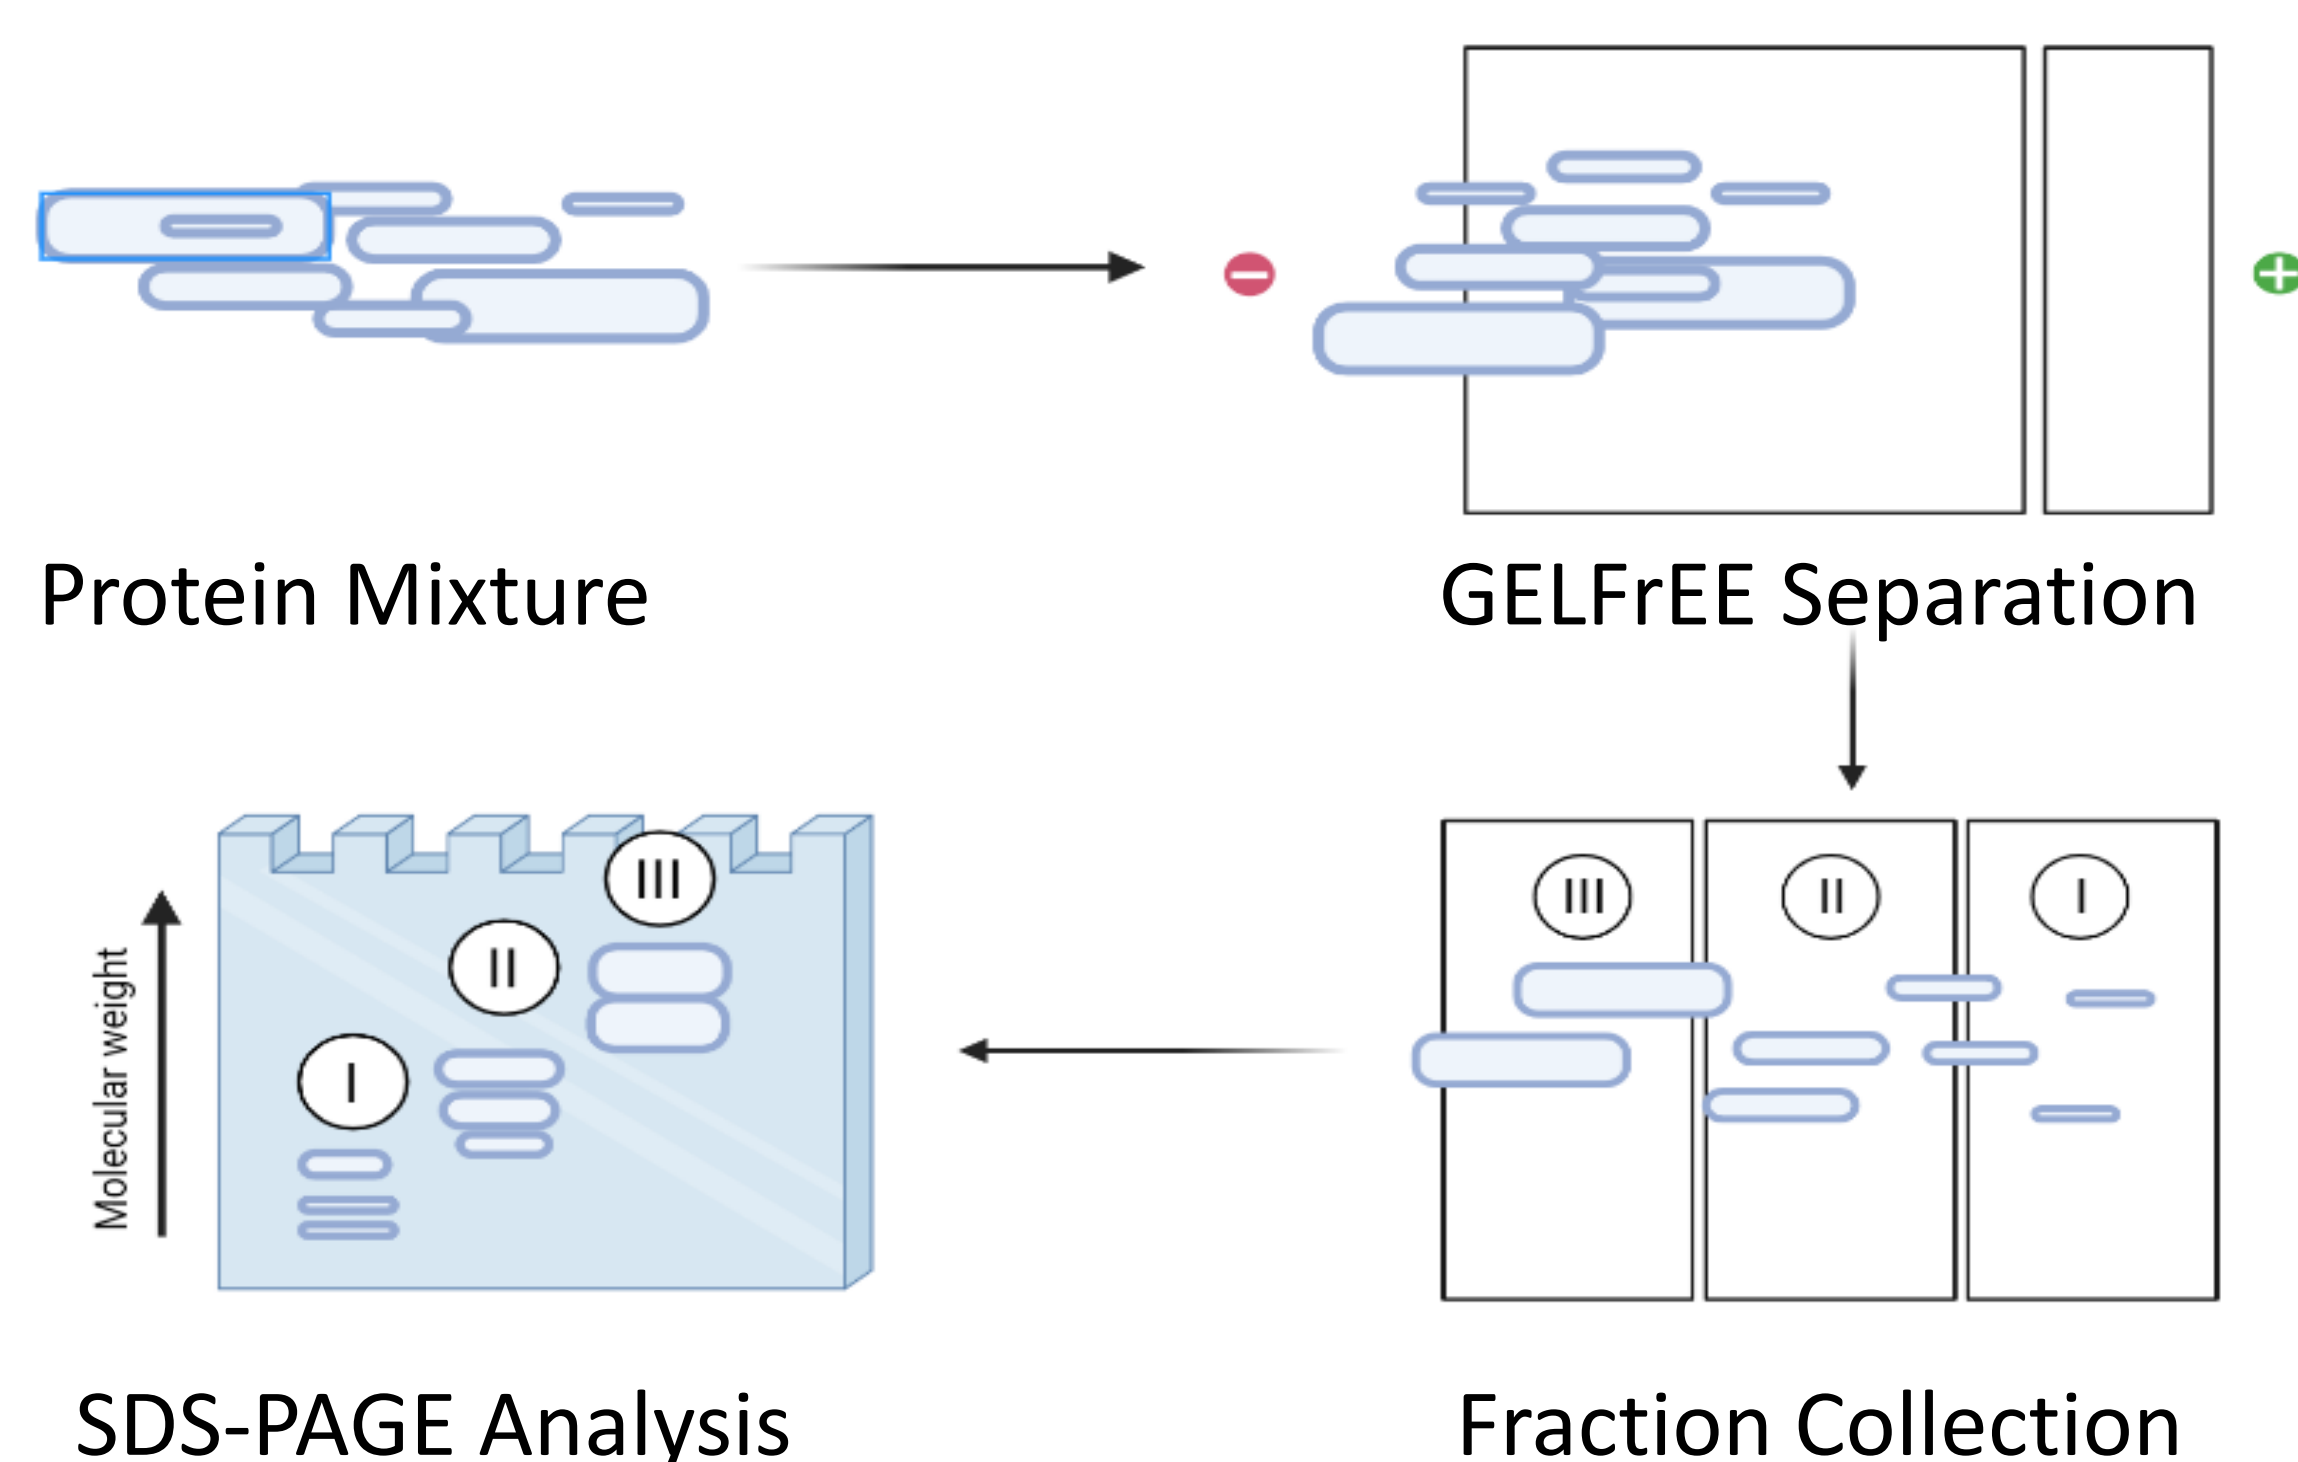 Protein Mixture
GELFrEE Separation
Molecular weight
I
II
III
SDS-PAGE Analysis
III
II
I
Fraction Collection